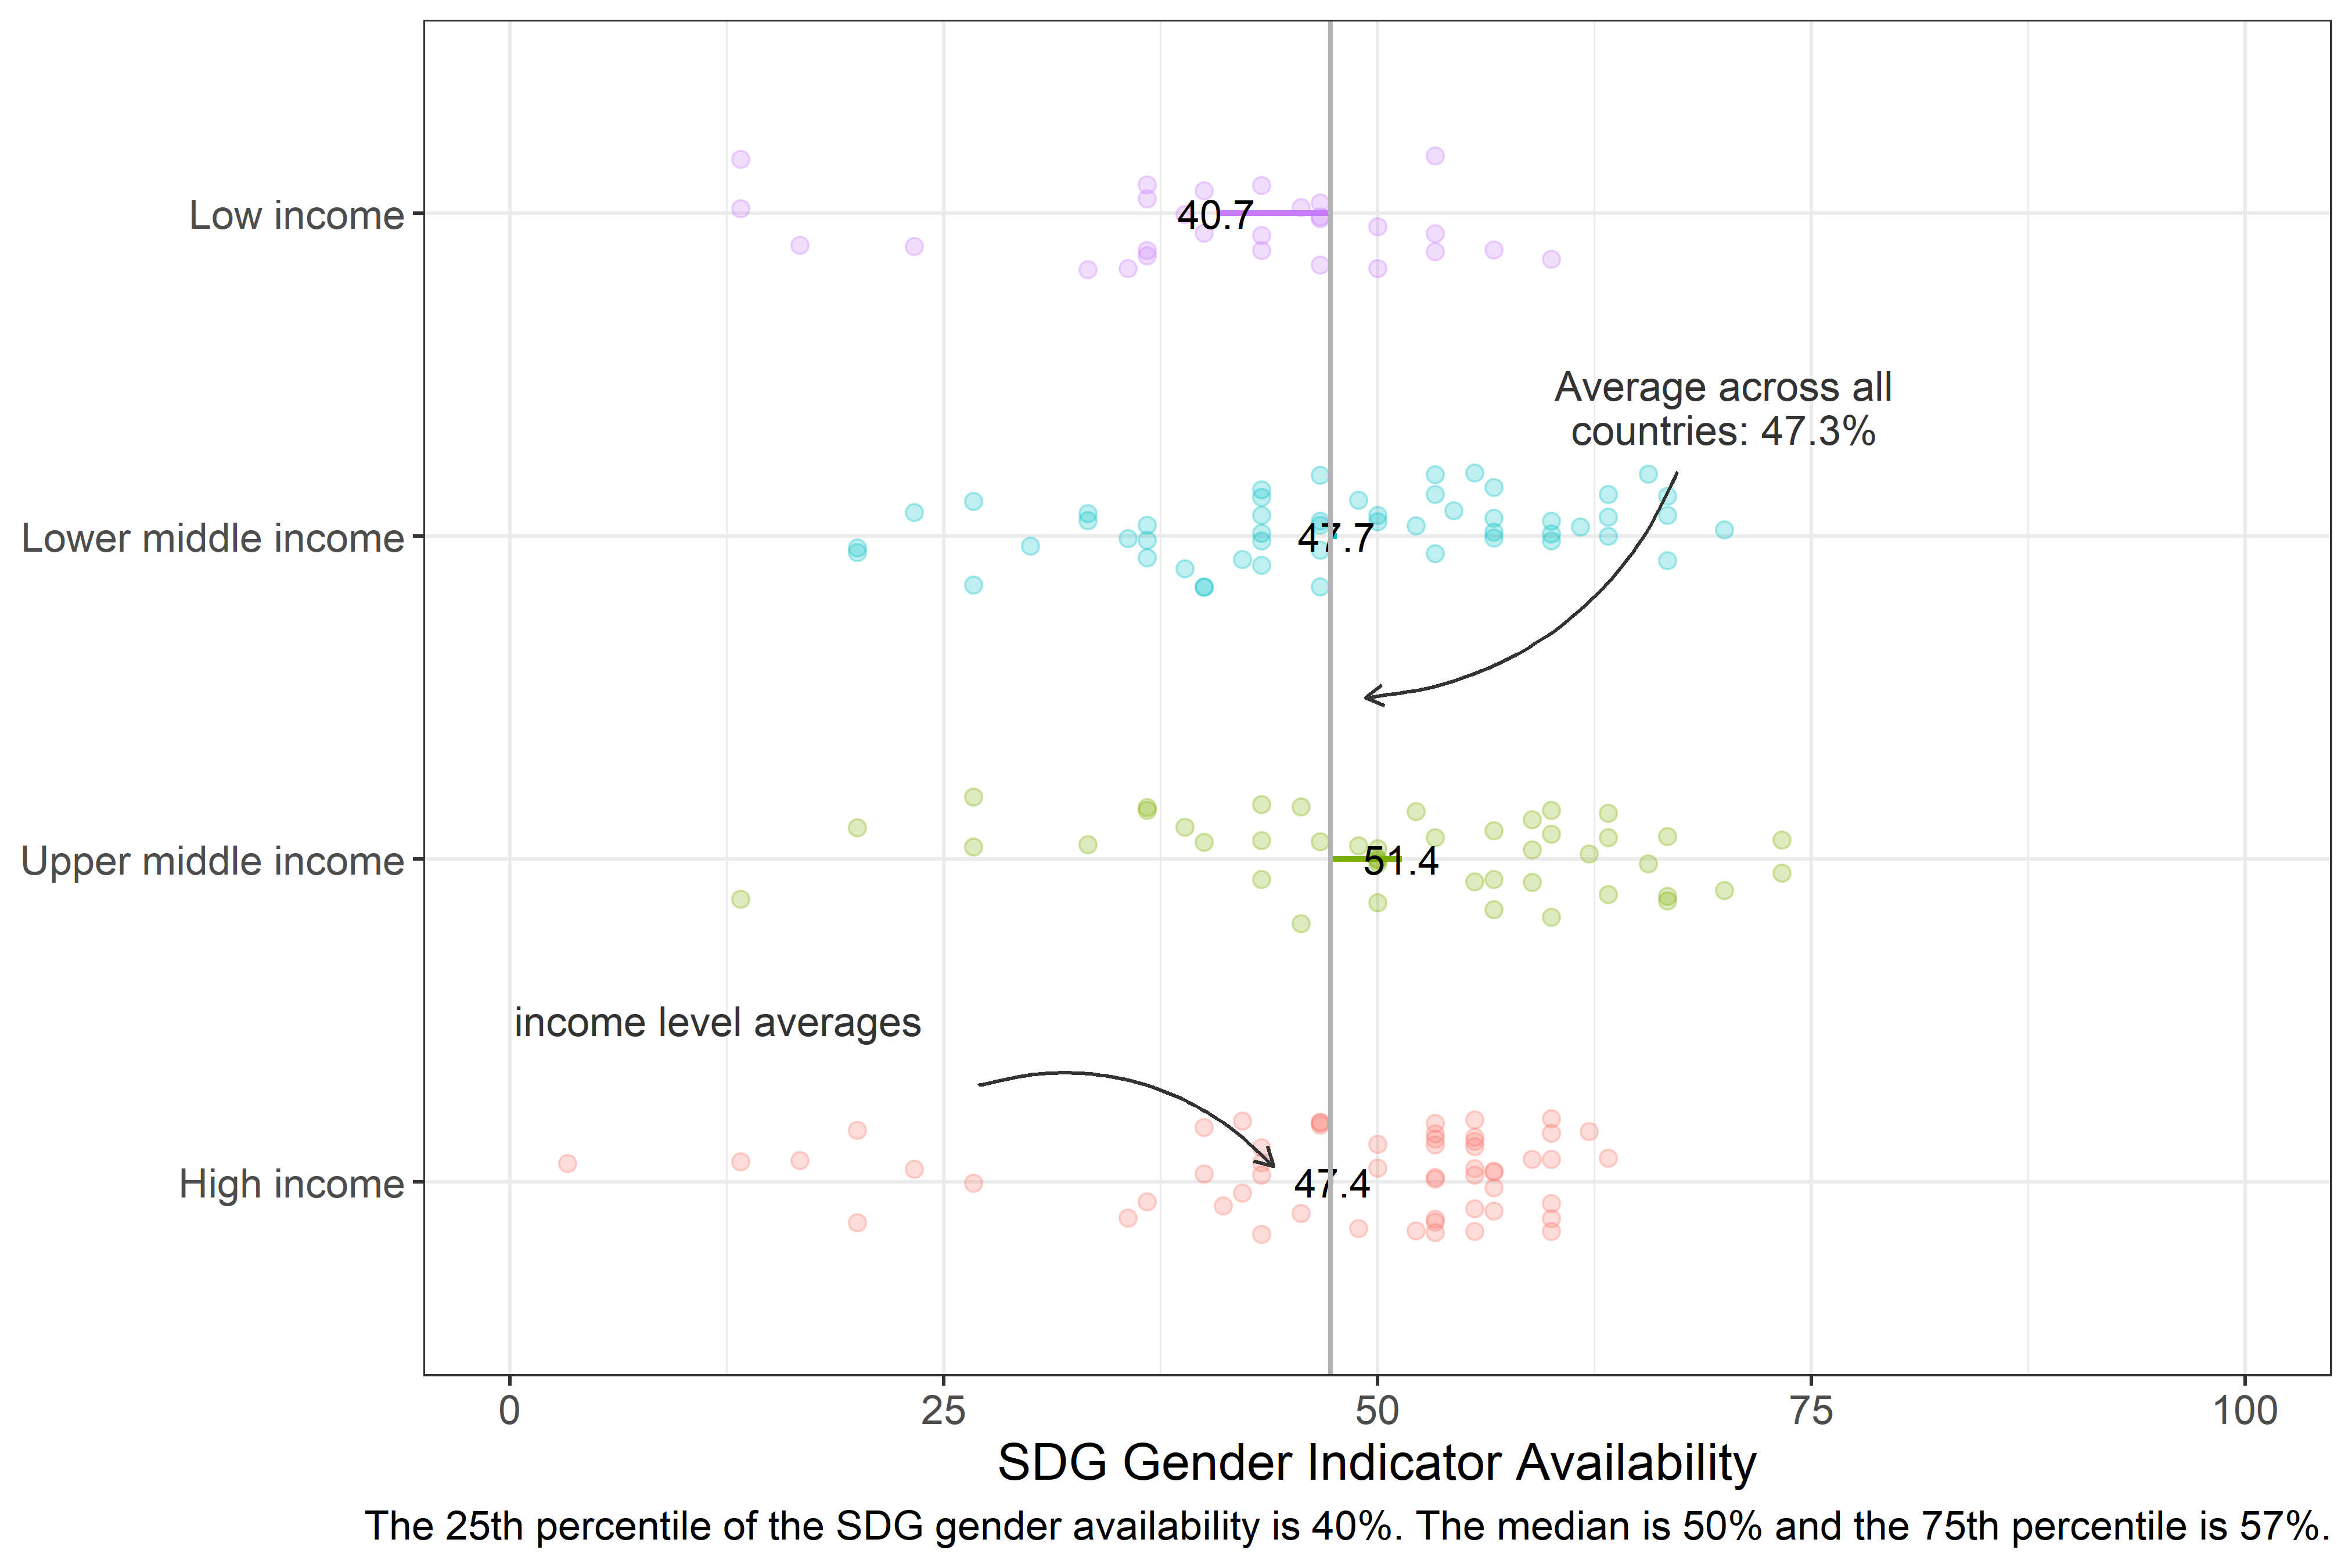 Low income
40.7
Average across all
countries: 47.3%
Lower middle income
47.7
Upper middle income
51.4
income level averages
High income
47.4
0
25
50
75
100
SDG Gender Indicator Availability
The 25th percentile of the SDG gender availability is 40%. The median is 50% and the 75th percentile is 57%.